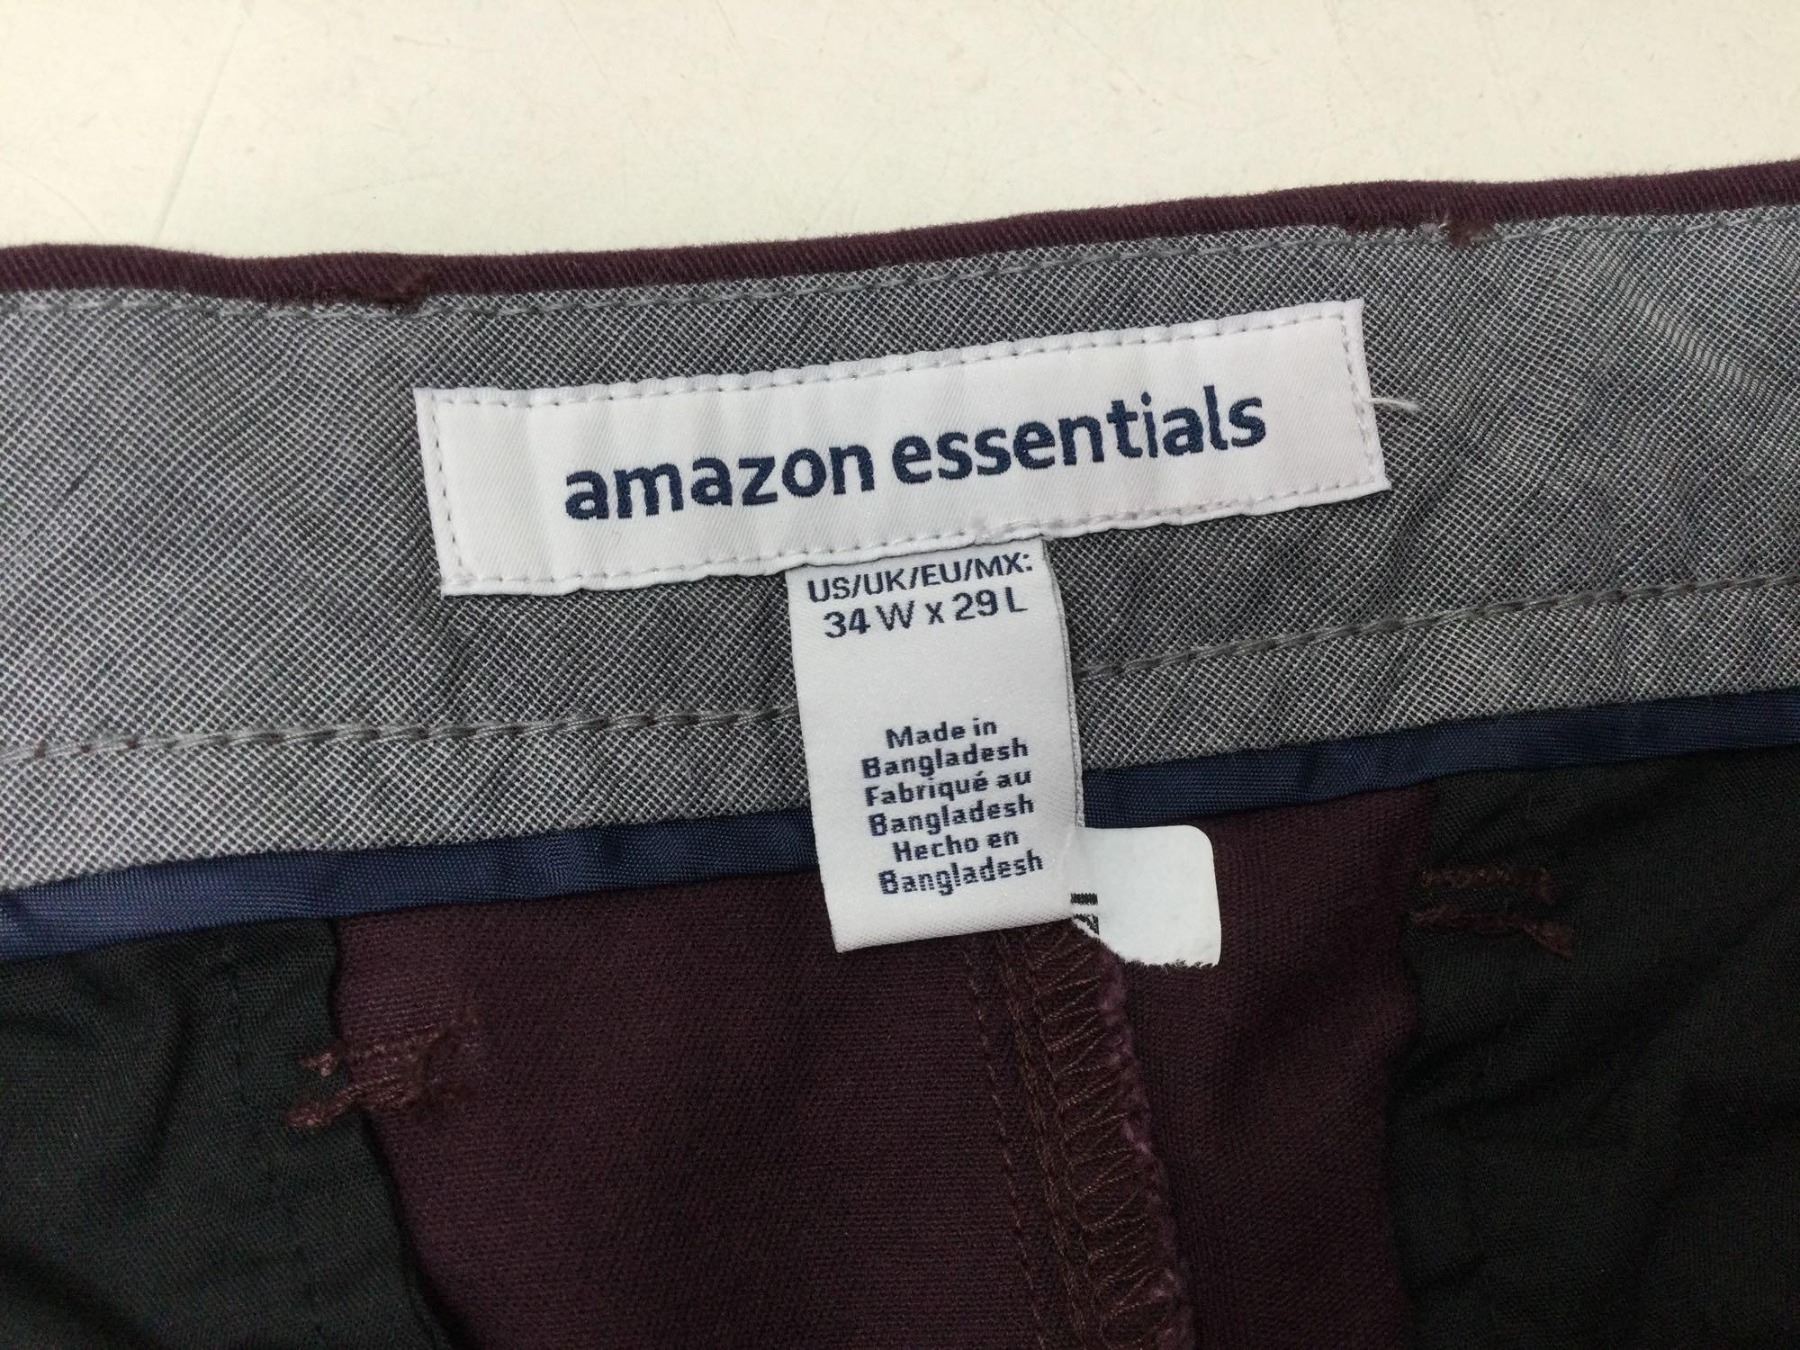 amazon essentials
US/UK/EU/MX:
34 W x 29 L
Made in
Bangladesh
Fabriqué au
Bangladesh
Hecho en
Bangladesh